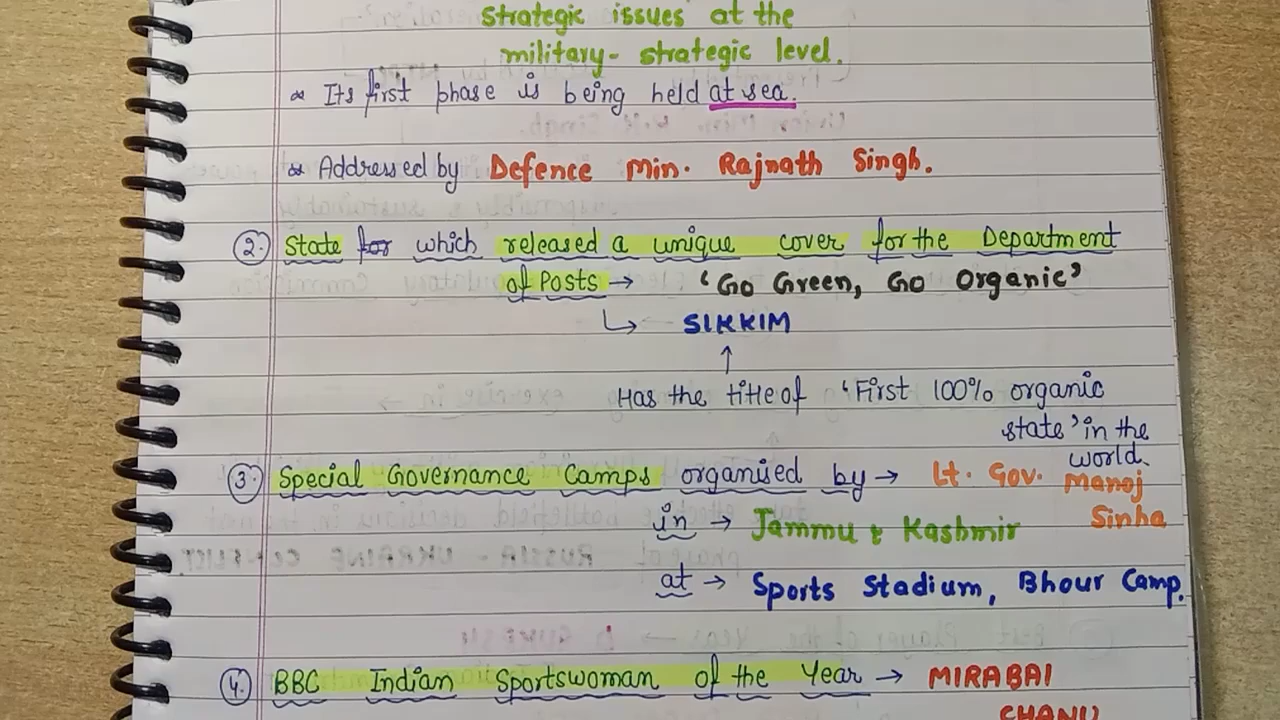 strategic issues at the
military- strategic level.
Its first phase is being held at sea.
Addressed by Defence Min. Rajnath Singh.
2. State for which released a unique cover for the Department
of Posts → 'Go Green, Go Organic'
↳ SIKKIM
↑
Has the title of 'First 100% organic
state' in the
world.
3. Special Governance Camps organised by → Lt. Gov. Manoj
Sinha
in → Jammu & Kashmir
at → Sports Stadium, Bhour Camp.
4. BBC Indian Sportswoman of the Year → MIRABAI
CHANU